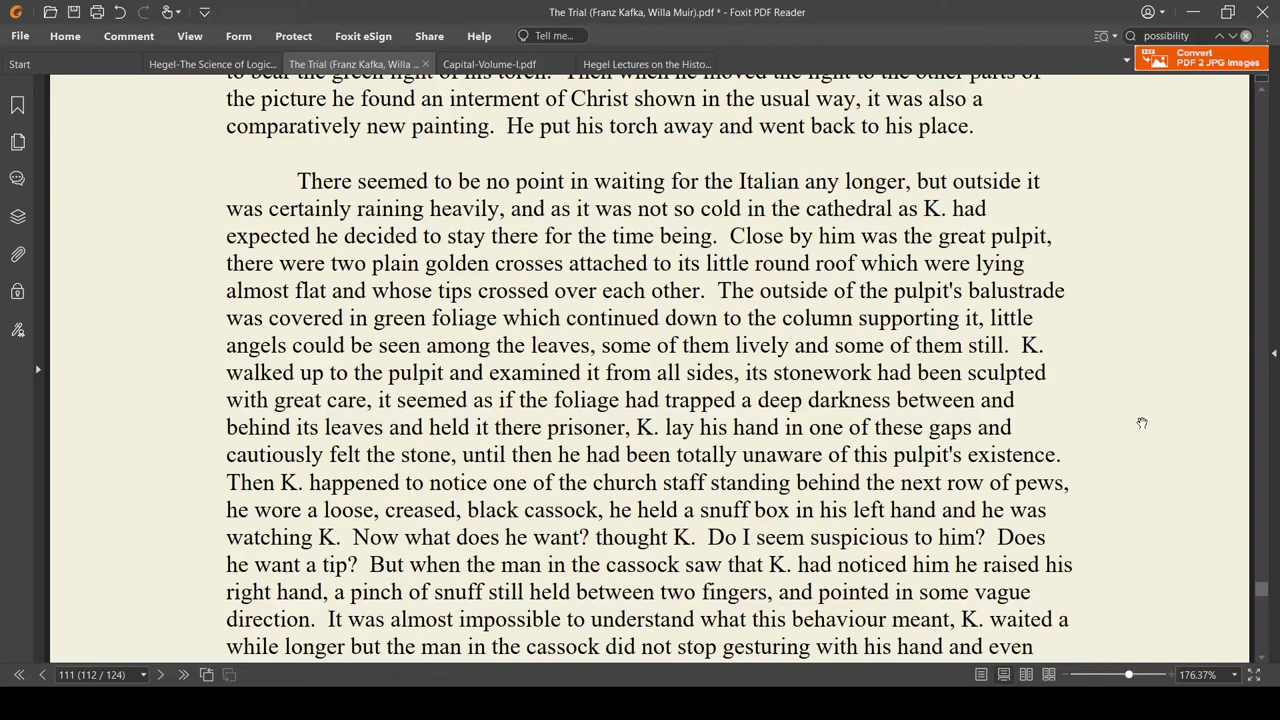 The Trial (Franz Kafka, Willa Muir).pdf * - Foxit PDF Reader
File Home Comment View Form Protect Foxit eSign Share Help Tell me... possibility
Start Hegel-The Science of Logic... The Trial (Franz Kafka, Willa ... Capital-Volume-I.pdf Hegel Lectures on the Histo...
Convert
PDF 2 JPG Images
to bear the green light of his torch. Then when he moved the light to the other parts of
the picture he found an interment of Christ shown in the usual way, it was also a
comparatively new painting. He put his torch away and went back to his place.
There seemed to be no point in waiting for the Italian any longer, but outside it
was certainly raining heavily, and as it was not so cold in the cathedral as K. had
expected he decided to stay there for the time being. Close by him was the great pulpit,
there were two plain golden crosses attached to its little round roof which were lying
almost flat and whose tips crossed over each other. The outside of the pulpit's balustrade
was covered in green foliage which continued down to the column supporting it, little
angels could be seen among the leaves, some of them lively and some of them still. K.
walked up to the pulpit and examined it from all sides, its stonework had been sculpted
with great care, it seemed as if the foliage had trapped a deep darkness between and
behind its leaves and held it there prisoner, K. lay his hand in one of these gaps and
cautiously felt the stone, until then he had been totally unaware of this pulpit's existence.
Then K. happened to notice one of the church staff standing behind the next row of pews,
he wore a loose, creased, black cassock, he held a snuff box in his left hand and he was
watching K. Now what does he want? thought K. Do I seem suspicious to him? Does
he want a tip? But when the man in the cassock saw that K. had noticed him he raised his
right hand, a pinch of snuff still held between two fingers, and pointed in some vague
direction. It was almost impossible to understand what this behaviour meant, K. waited a
while longer but the man in the cassock did not stop gesturing with his hand and even
111 (112 / 124) 176.37%